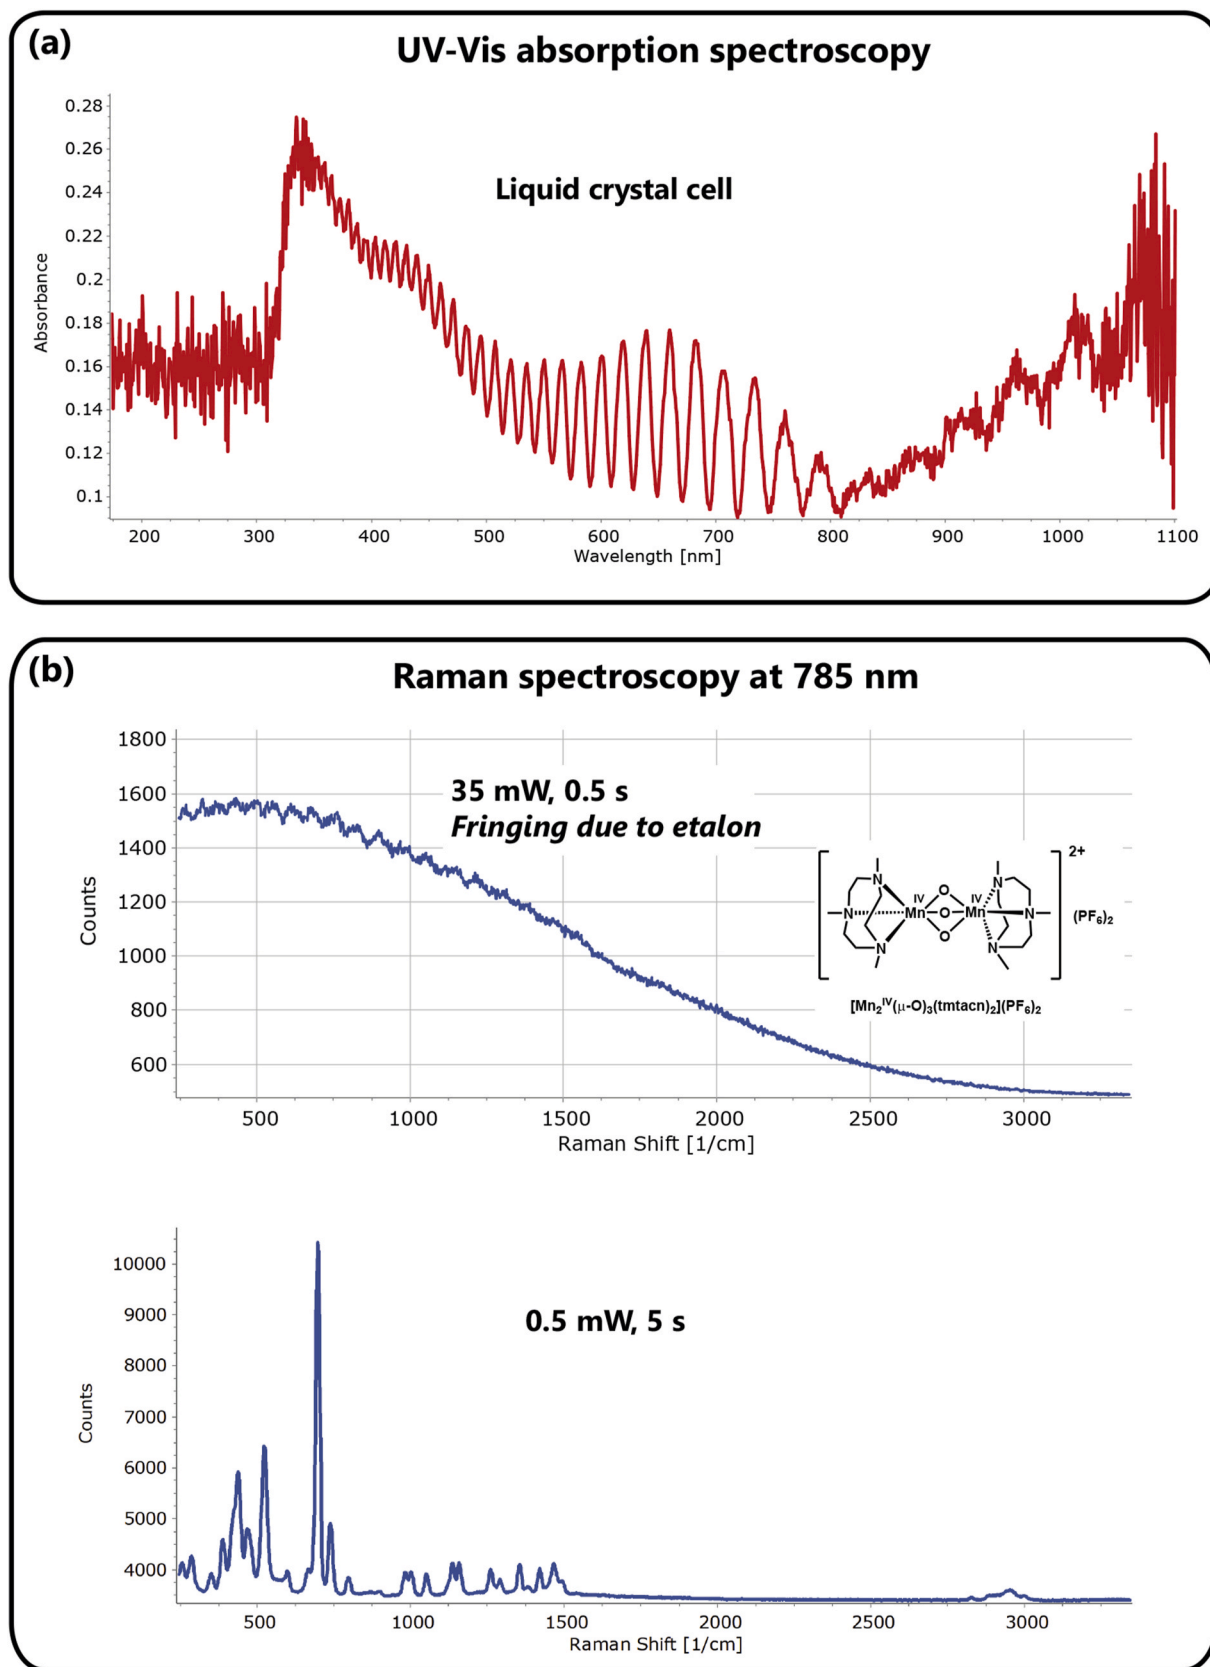 (a)
UV-Vis absorption spectroscopy
0.28
0.26
0.24
0.22
0.2
0.18
0.16
0.14
0.12
0.1
Absorbance
Liquid crystal cell
200 300 400 500 600 700 800 900 1000 1100
Wavelength [nm]
(b)
Raman spectroscopy at 785 nm
1800
1600
1400
1200
1000
800
600
Counts
35 mW, 0.5 s
Fringing due to etalon
2+
N N
IV O IV
N Mn O Mn N
O
N N
(PF₆)₂
[Mn₂ᴵⱽ(μ-O)₃(tmtacn)₂](PF₆)₂
500 1000 1500 2000 2500 3000
Raman Shift [1/cm]
10000
9000
8000
7000
6000
5000
4000
Counts
0.5 mW, 5 s
500 1000 1500 2000 2500 3000
Raman Shift [1/cm]